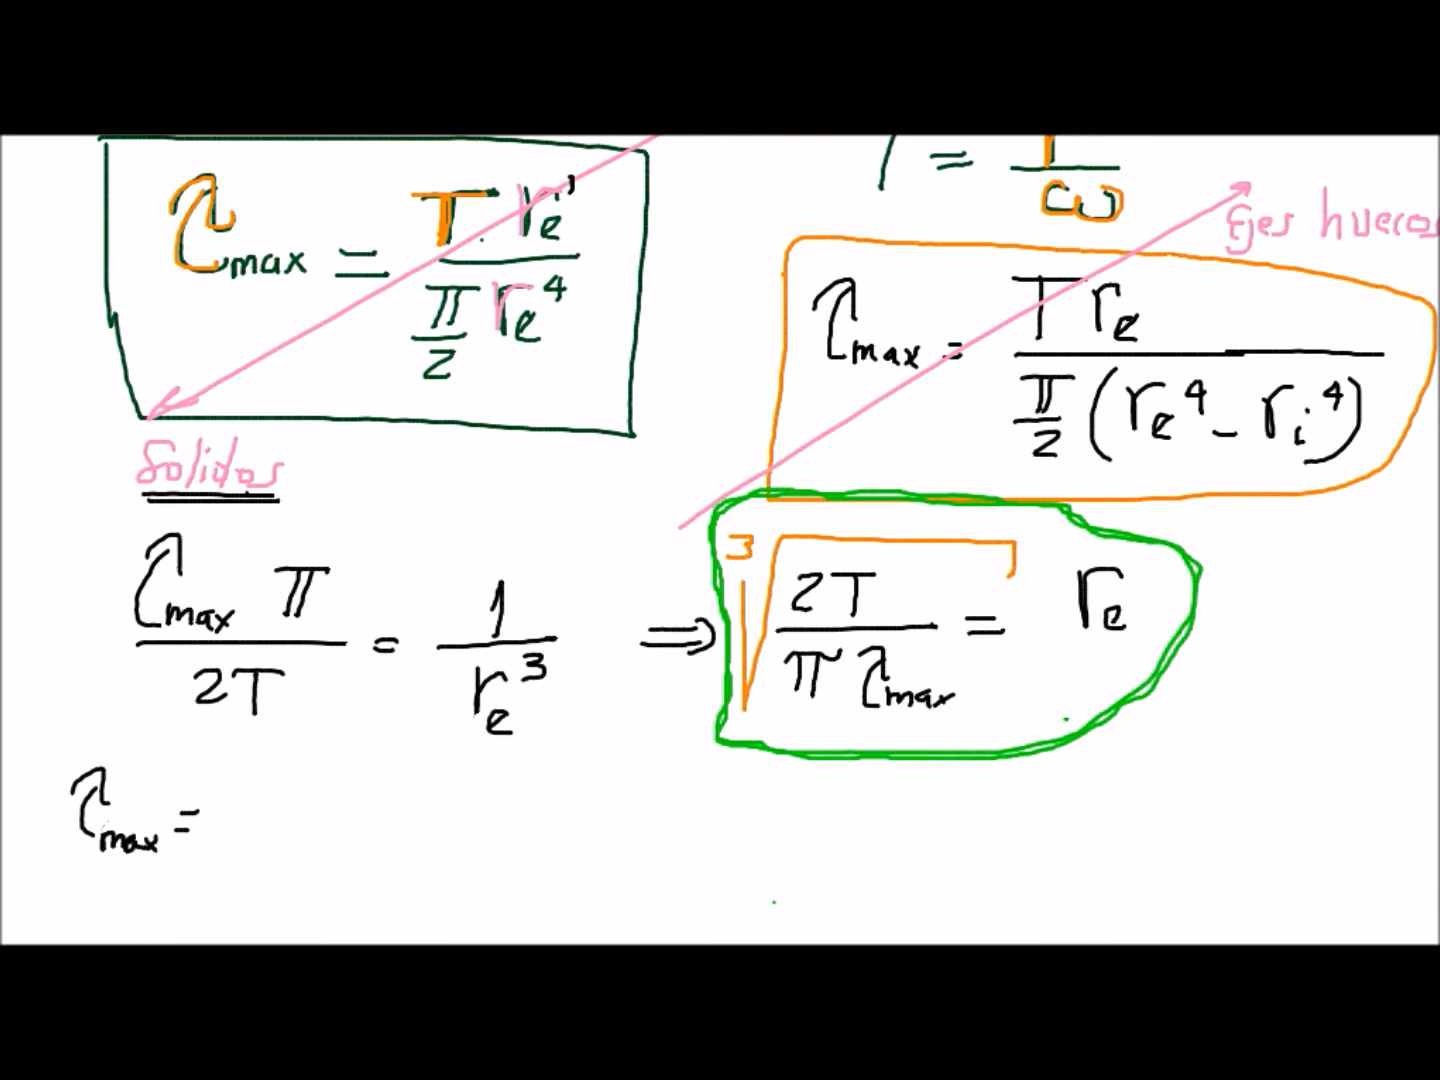 τmax = T · re / π/2 re⁴
= / ω
Ejes huecos
τmax = T re / π/2 (re⁴ - ri⁴)
Solidos
τmax π / 2T = 1 / re³ ⇒ ³√ 2T / π τmax = re
τmax =